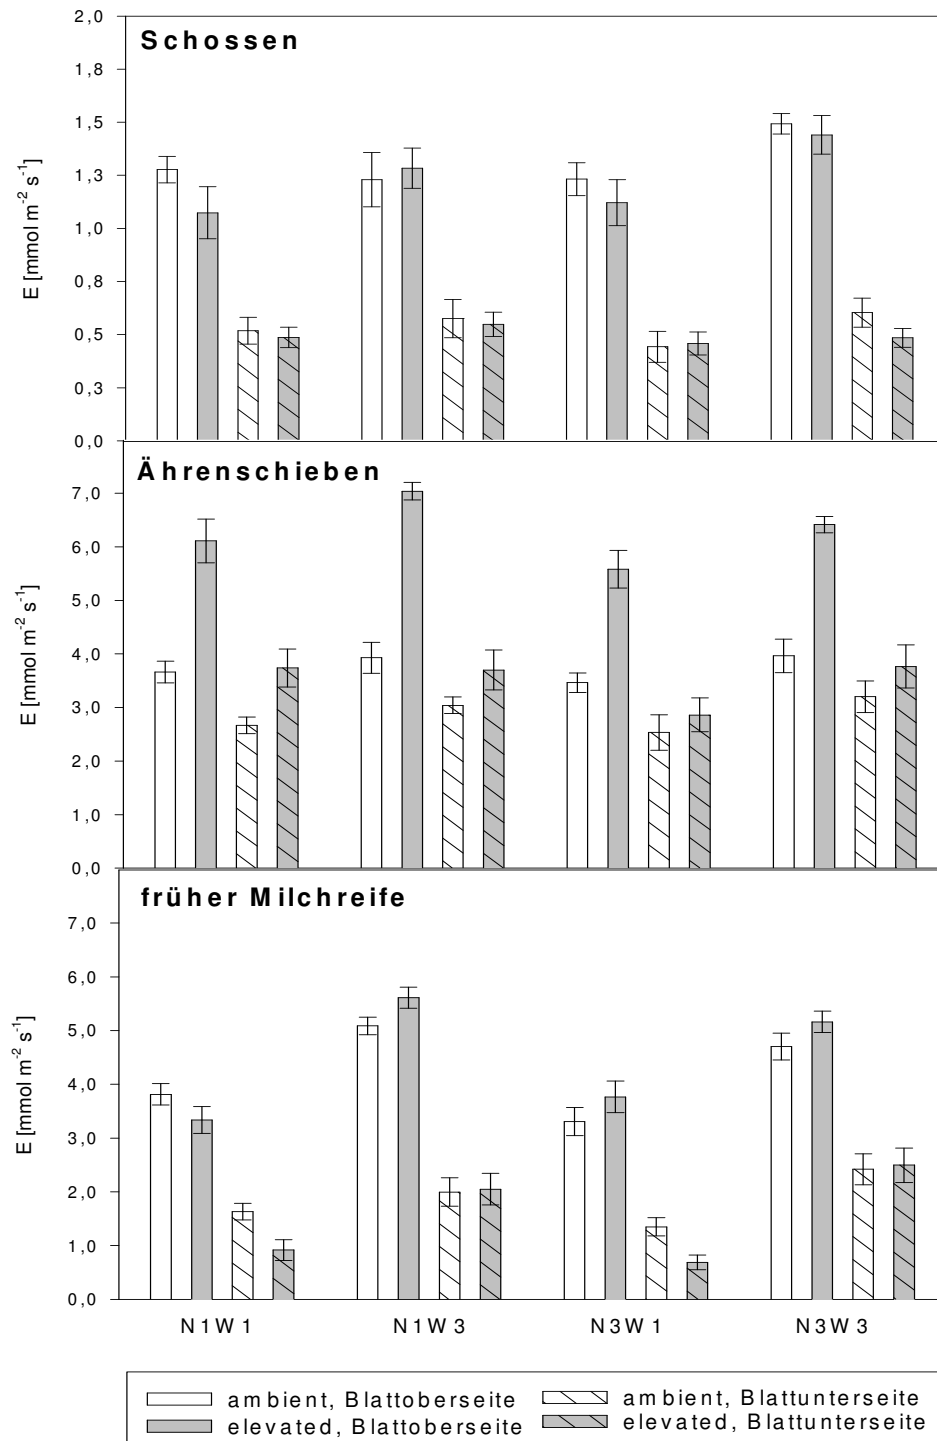 2,0
Schossen
1,8
1,5
1,3
1,0
0,8
0,5
0,3
0,0
E [mmol m⁻² s⁻¹]
Ährenschieben
7,0
6,0
5,0
4,0
3,0
2,0
1,0
0,0
E [mmol m⁻² s⁻¹]
früher Milchreife
7,0
6,0
5,0
4,0
3,0
2,0
1,0
0,0
E [mmol m⁻² s⁻¹]
N1W1 N1W3 N3W1 N3W3
ambient, Blattoberseite ambient, Blattunterseite
elevated, Blattoberseite elevated, Blattunterseite